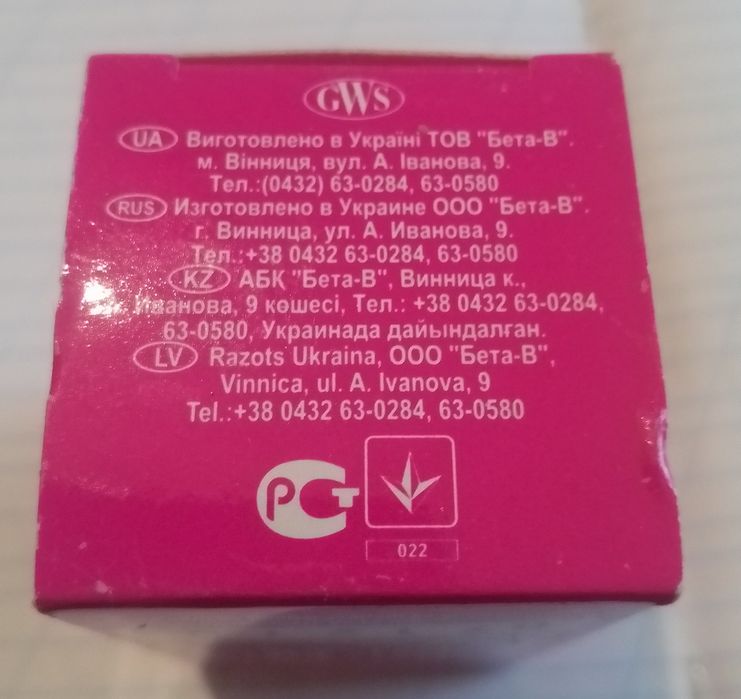 GWS
UA Виготовлено в Україні ТОВ "Бета-В".
м. Вінниця, вул. А. Іванова, 9.
Тел.:(0432) 63-0284, 63-0580
RUS Изготовлено в Украине ООО "Бета-В".
г. Винница, ул. А. Иванова, 9.
Тел.:+38 0432 63-0284, 63-0580
KZ АБК "Бета-В", Винница к.,
Иванова, 9 көшесі, Тел.: +38 0432 63-0284,
63-0580, Украинада дайындалған.
LV Razots Ukraina, ООО "Бета-В",
Vinnica, ul. A. Ivanova, 9
Tel.:+38 0432 63-0284, 63-0580
РСТ
022